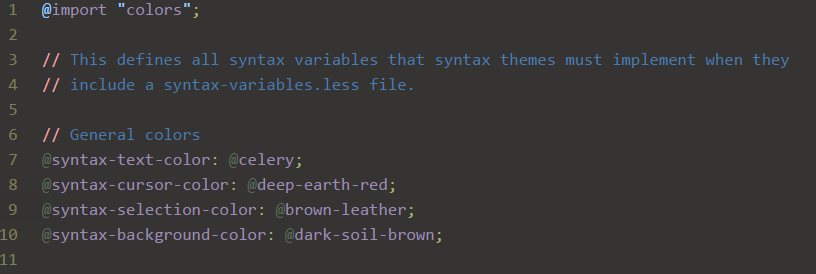 1 @import "colors";
2
3 // This defines all syntax variables that syntax themes must implement when they
4 // include a syntax-variables.less file.
5
6 // General colors
7 @syntax-text-color: @celery;
8 @syntax-cursor-color: @deep-earth-red;
9 @syntax-selection-color: @brown-leather;
10 @syntax-background-color: @dark-soil-brown;
11